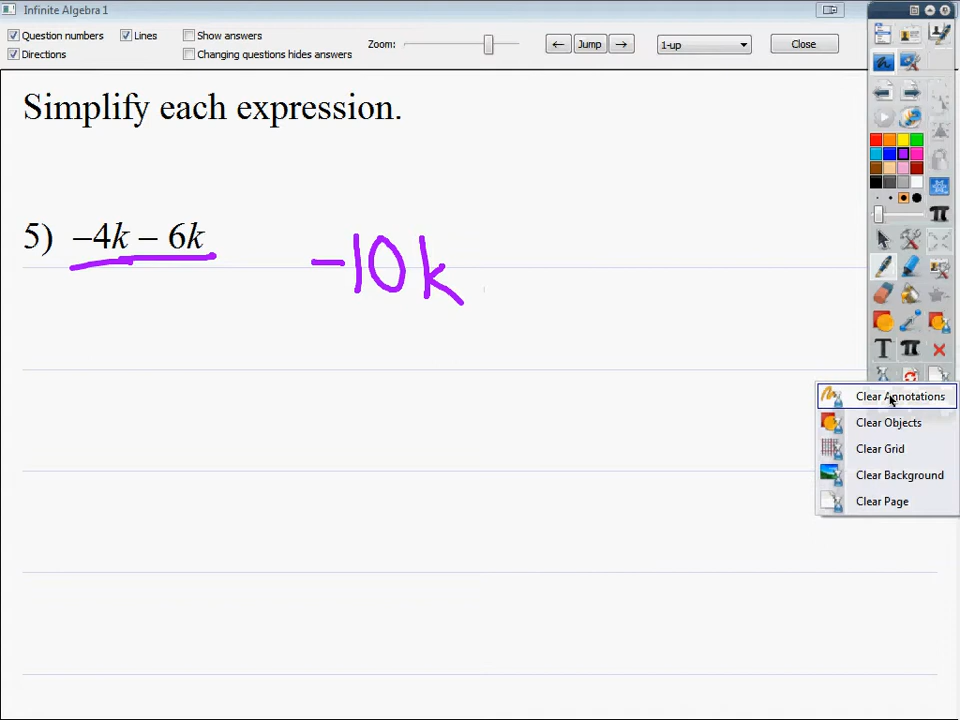 Infinite Algebra 1
Question numbers Lines Show answers
Directions Changing questions hides answers
Zoom: Jump 1-up Close
Simplify each expression.
5) –4k – 6k -10k
T π
Clear Annotations
Clear Objects
Clear Grid
Clear Background
Clear Page